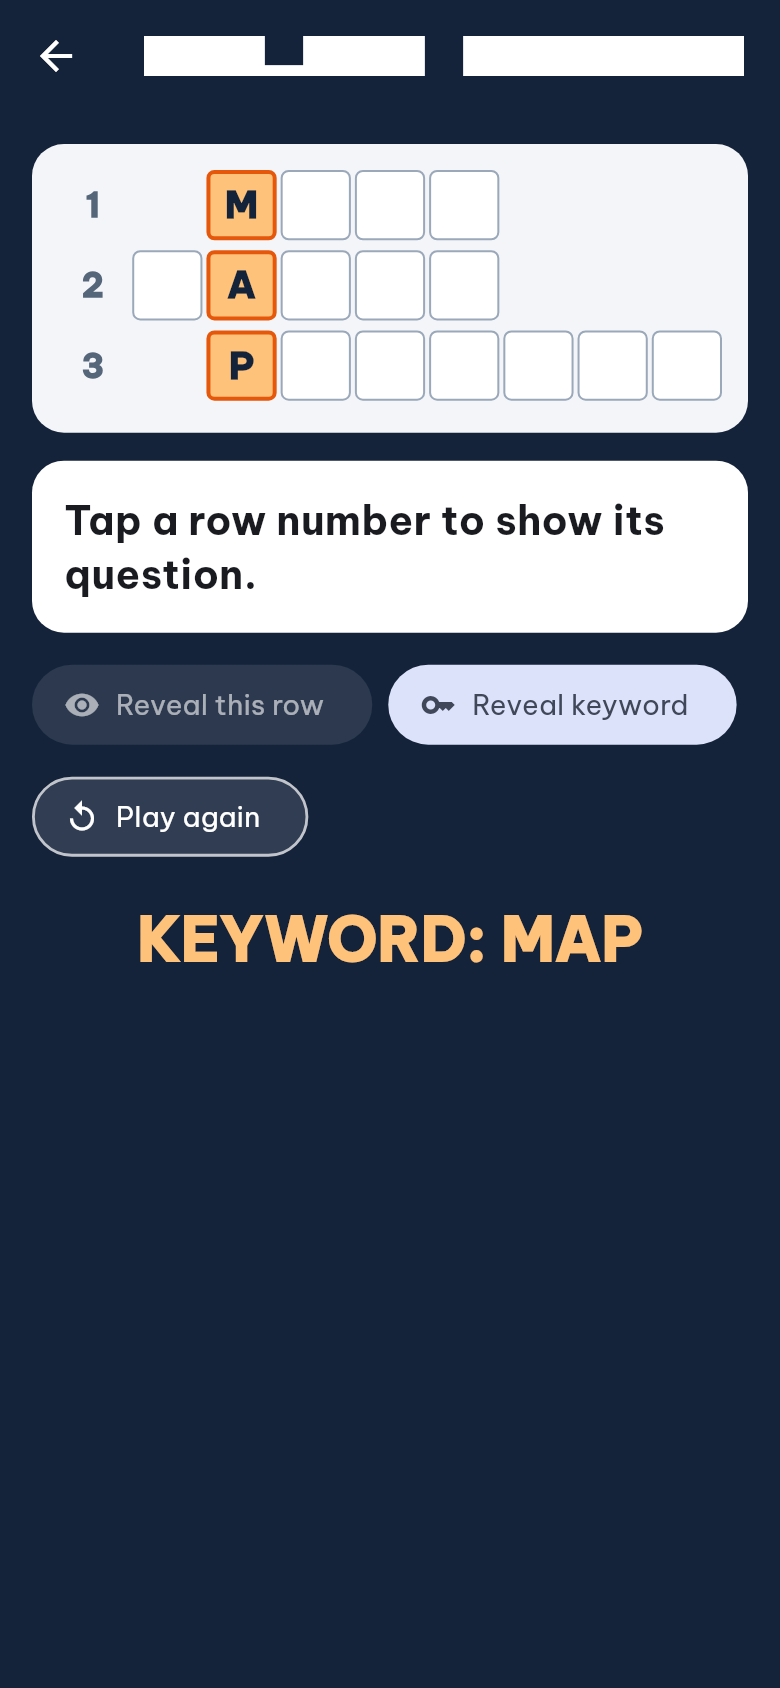 1 M
2 A
3 P
Tap a row number to show its
question.
Reveal this row
Reveal keyword
Play again
KEYWORD: MAP